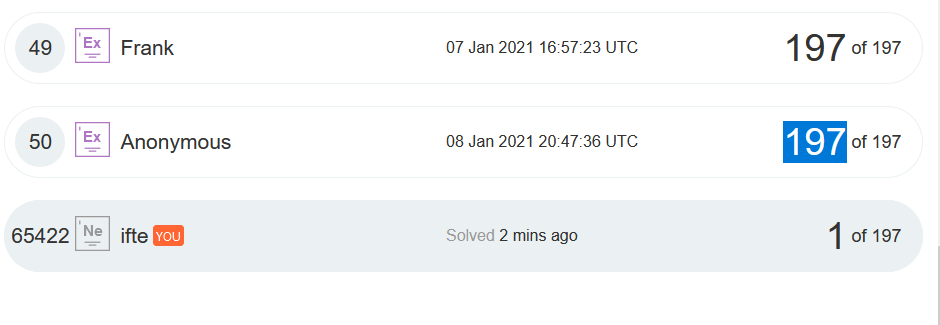 49 Ex Frank 07 Jan 2021 16:57:23 UTC 197 of 197
50 Ex Anonymous 08 Jan 2021 20:47:36 UTC 197 of 197
65422 Ne ifte YOU Solved 2 mins ago 1 of 197